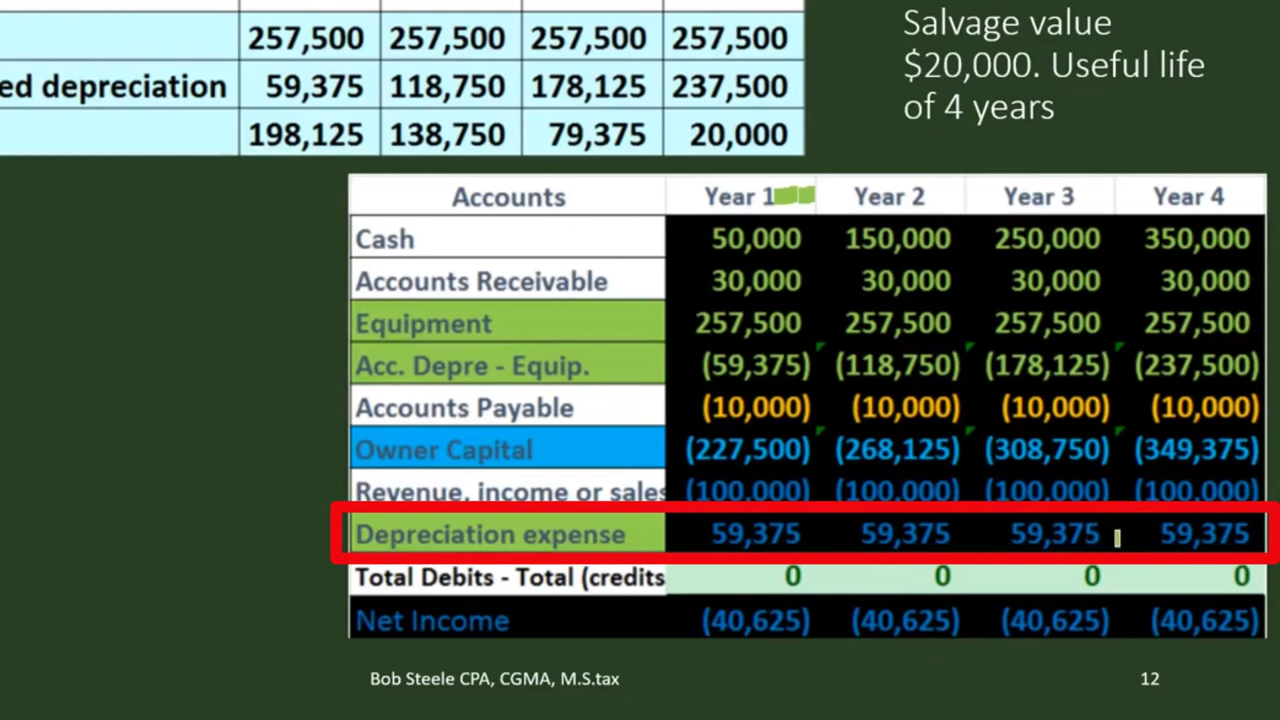 257,500 257,500 257,500 257,500
ed depreciation 59,375 118,750 178,125 237,500
198,125 138,750 79,375 20,000
Salvage value
$20,000. Useful life
of 4 years
Accounts Year 1 Year 2 Year 3 Year 4
Cash 50,000 150,000 250,000 350,000
Accounts Receivable 30,000 30,000 30,000 30,000
Equipment 257,500 257,500 257,500 257,500
Acc. Depre - Equip. (59,375) (118,750) (178,125) (237,500)
Accounts Payable (10,000) (10,000) (10,000) (10,000)
Owner Capital (227,500) (268,125) (308,750) (349,375)
Revenue, income or sales (100,000) (100,000) (100,000) (100,000)
Depreciation expense 59,375 59,375 59,375 59,375
Total Debits - Total (credits 0 0 0 0
Net Income (40,625) (40,625) (40,625) (40,625)
Bob Steele CPA, CGMA, M.S.tax 12